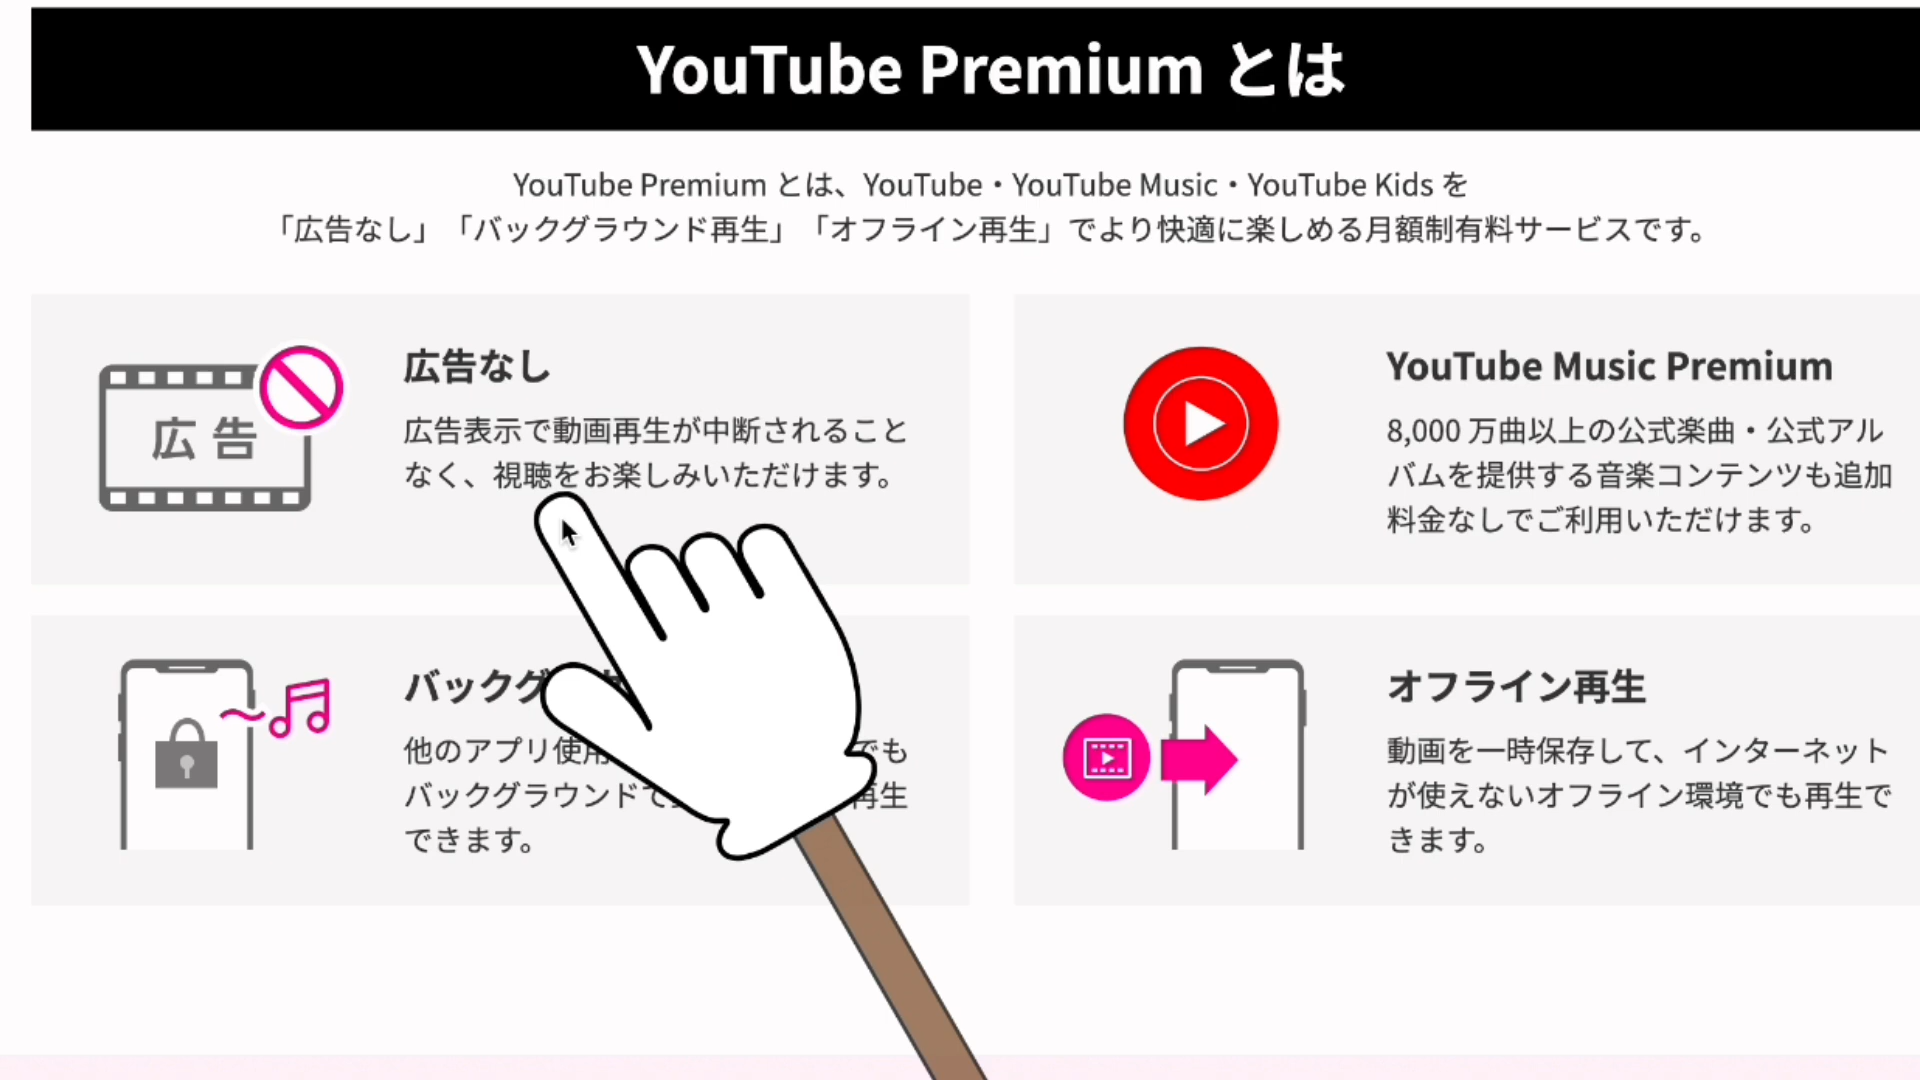 YouTube Premium とは
YouTube Premium とは、YouTube・YouTube Music・YouTube Kids を
「広告なし」「バックグラウンド再生」「オフライン再生」でより快適に楽しめる月額制有料サービスです。
広告
広告なし
広告表示で動画再生が中断されること
なく、視聴をお楽しみいただけます。
YouTube Music Premium
8,000 万曲以上の公式楽曲・公式アル
バムを提供する音楽コンテンツも追加
料金なしでご利用いただけます。
バックグ
他のアプリ使用 でも
バックグラウンドで 再生
できます。
オフライン再生
動画を一時保存して、インターネット
が使えないオフライン環境でも再生で
きます。